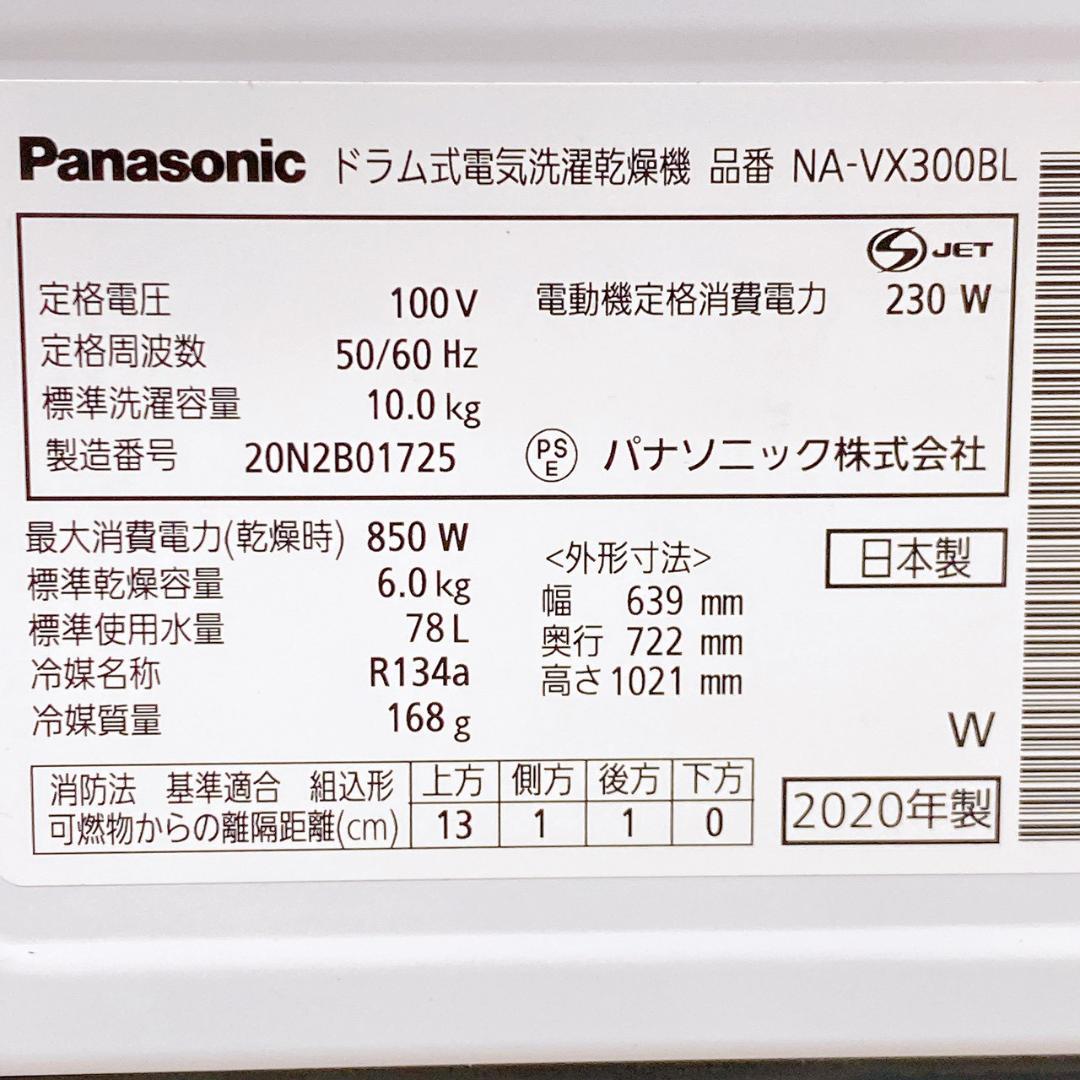 Panasonic ドラム式電気洗濯乾燥機 品番 NA-VX300BL
S JET
定格電圧 100V 電動機定格消費電力 230 W
定格周波数 50/60 Hz
標準洗濯容量 10.0 kg
製造番号 20N2B01725 PSE パナソニック株式会社
最大消費電力(乾燥時) 850 W
標準乾燥容量 6.0 kg
標準使用水量 78 L
冷媒名称 R134a
冷媒質量 168 g
<外形寸法>
幅 639 mm
奥行 722 mm
高さ 1021 mm
日本製
W
消防法 基準適合 組込形 上方 側方 後方 下方
可燃物からの離隔距離(cm) 13 1 1 0
2020年製